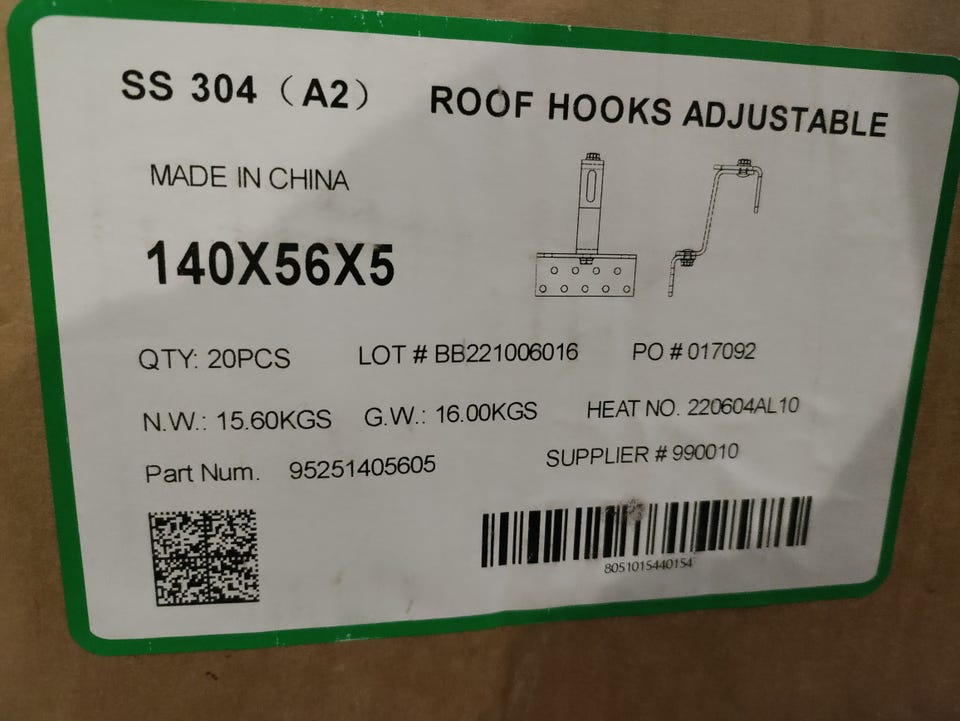 SS 304（A2） ROOF HOOKS ADJUSTABLE
MADE IN CHINA
140X56X5
QTY: 20PCS LOT # BB221006016 PO # 017092
N.W.: 15.60KGS G.W.: 16.00KGS HEAT NO. 220604AL10
Part Num. 95251405605 SUPPLIER # 990010
8051015440154